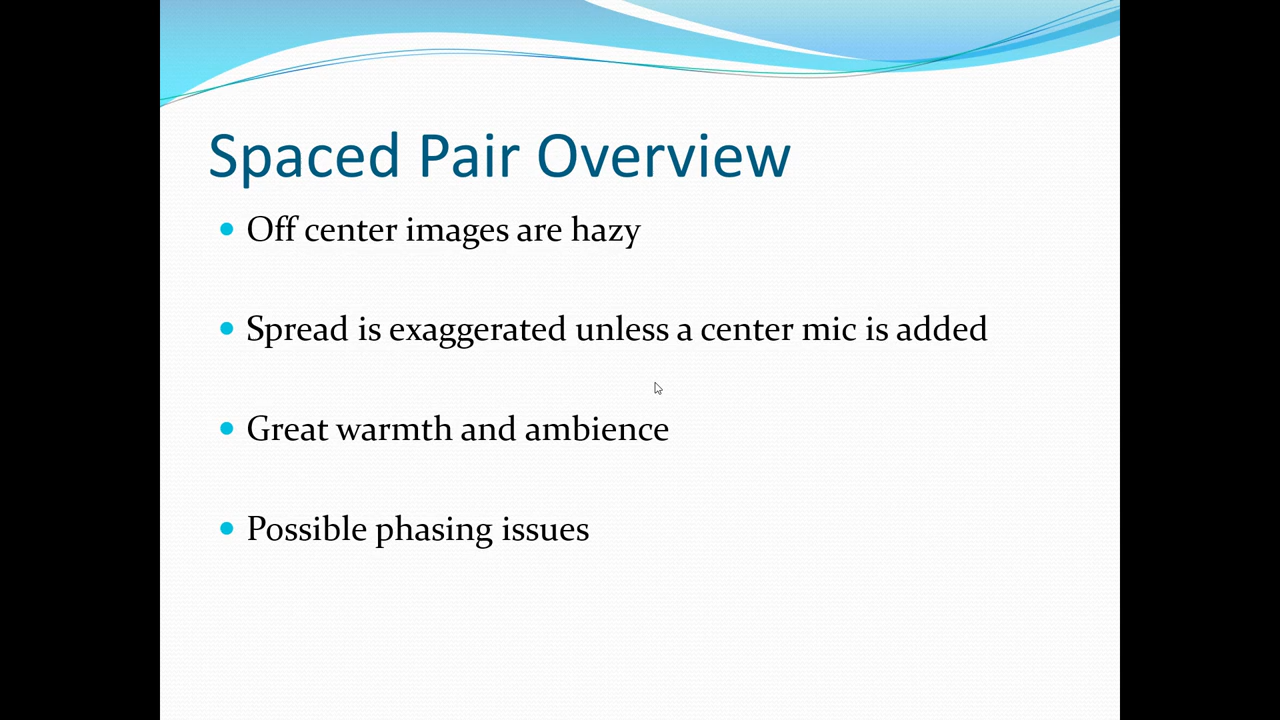 Spaced Pair Overview
• Off center images are hazy
• Spread is exaggerated unless a center mic is added
• Great warmth and ambience
• Possible phasing issues